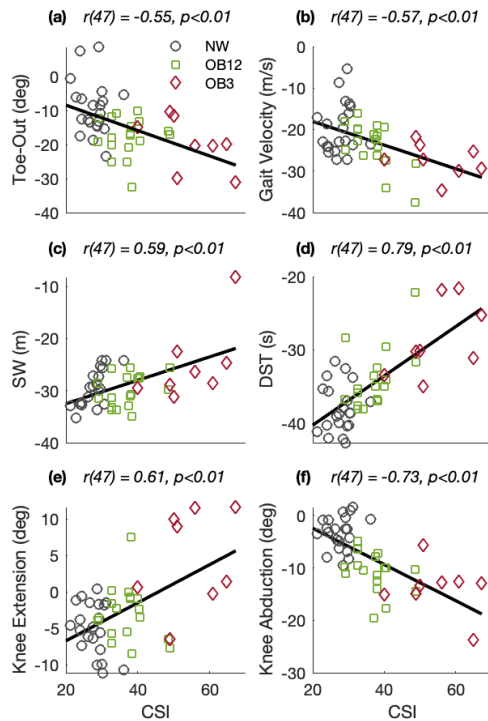 (a) r(47) = -0.55, p<0.01
(b) r(47) = -0.57, p<0.01
NW
OB12
OB3
0
-10
-20
-30
-40
Toe-Out (deg)
0
-10
-20
-30
-40
Gait Velocity (m/s)
(c) r(47) = 0.59, p<0.01
(d) r(47) = 0.79, p<0.01
-10
-20
-30
-40
SW (m)
-20
-30
-40
DST (s)
(e) r(47) = 0.61, p<0.01
(f) r(47) = -0.73, p<0.01
10
5
0
-5
-10
Knee Extension (deg)
0
-10
-20
-30
Knee Abduction (deg)
20 40 60
CSI
20 40 60
CSI